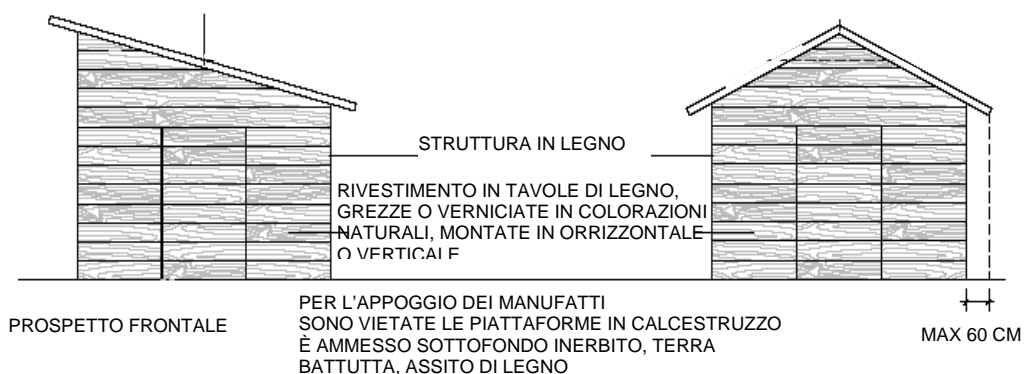 STRUTTURA IN LEGNO
RIVESTIMENTO IN TAVOLE DI LEGNO,
GREZZE O VERNICIATE IN COLORAZIONI
NATURALI, MONTATE IN ORRIZZONTALE
O VERTICALE
PROSPETTO FRONTALE
PER L'APPOGGIO DEI MANUFATTI
SONO VIETATE LE PIATTAFORME IN CALCESTRUZZO
È AMMESSO SOTTOFONDO INERBITO, TERRA
BATTUTA, ASSITO DI LEGNO
MAX 60 CM